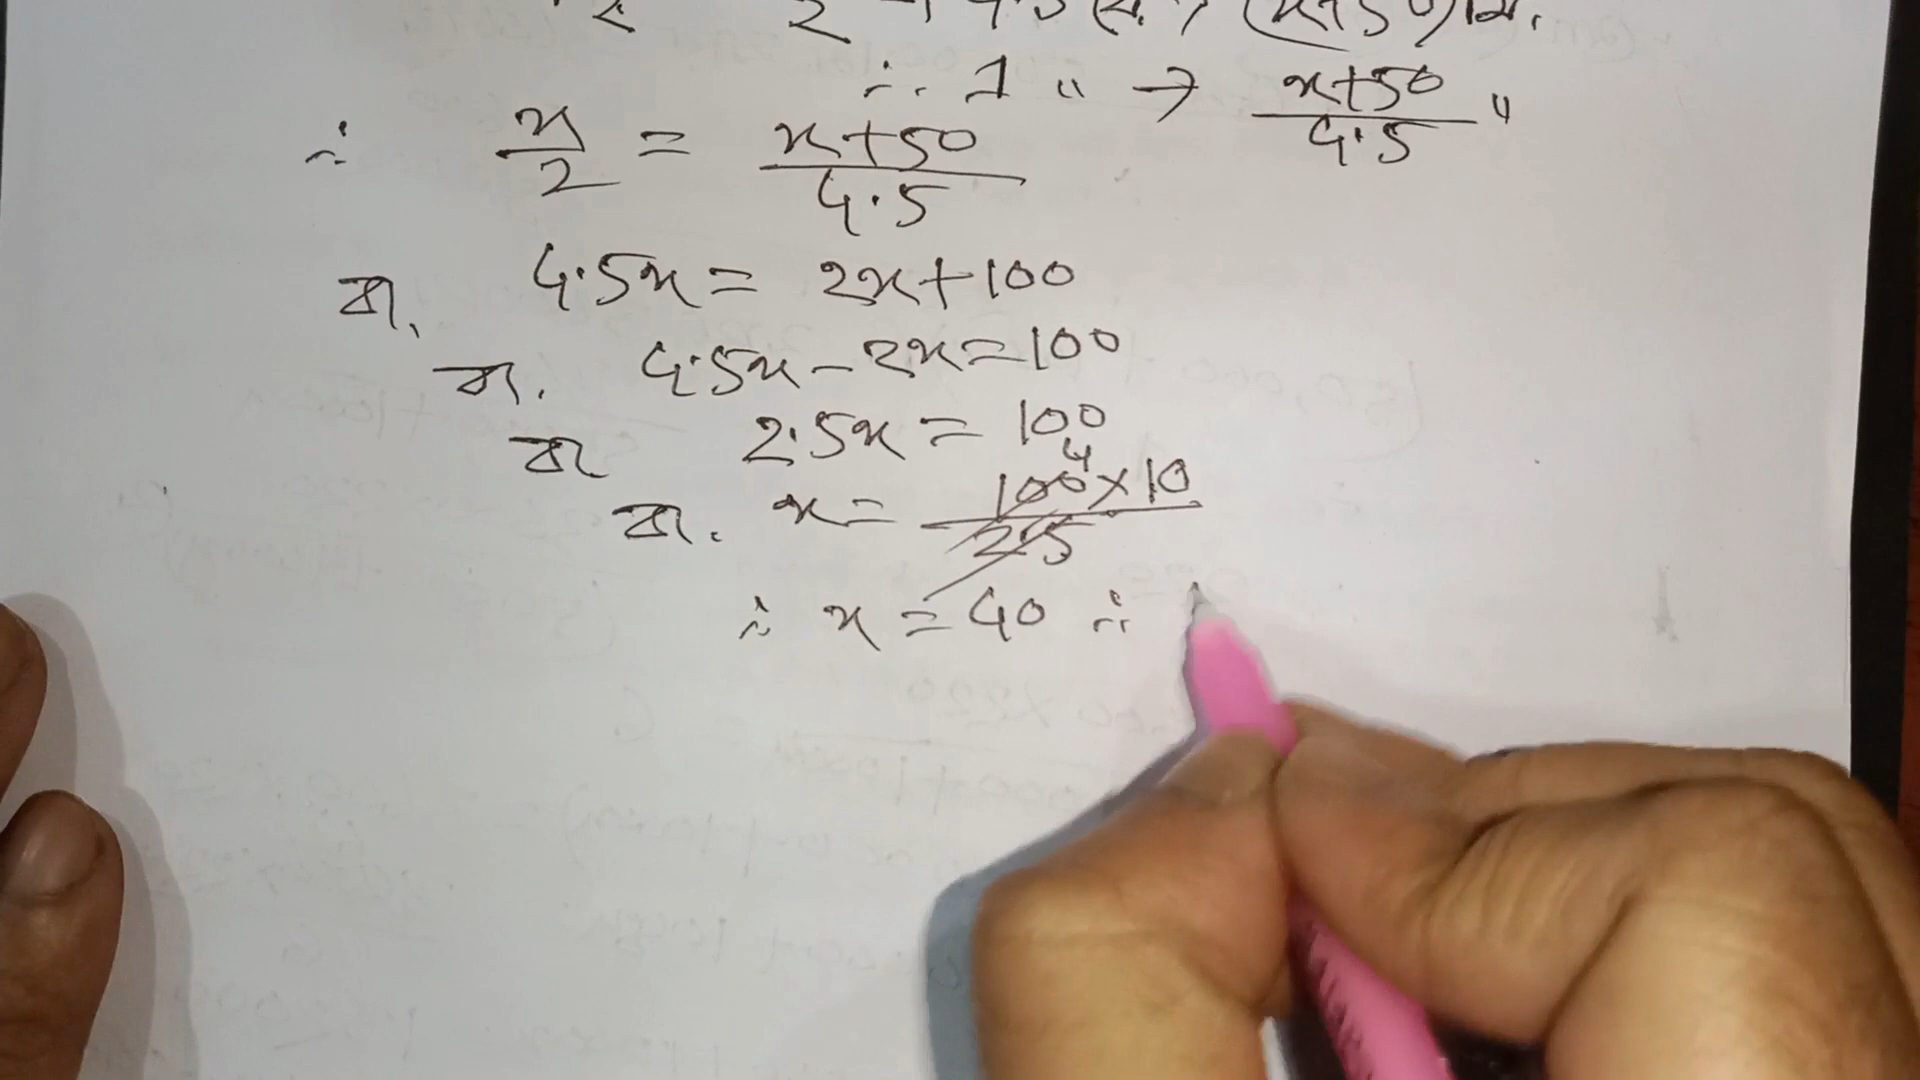 ∴ 1 " → x+50/4.5 "
∴ x/2 = x+50/4.5
বা, 4.5x = 2x+100
বা, 4.5x - 2x = 100
বা 2.5x = 100
বা, x = 100×10/25 4
∴ x = 40 ∴